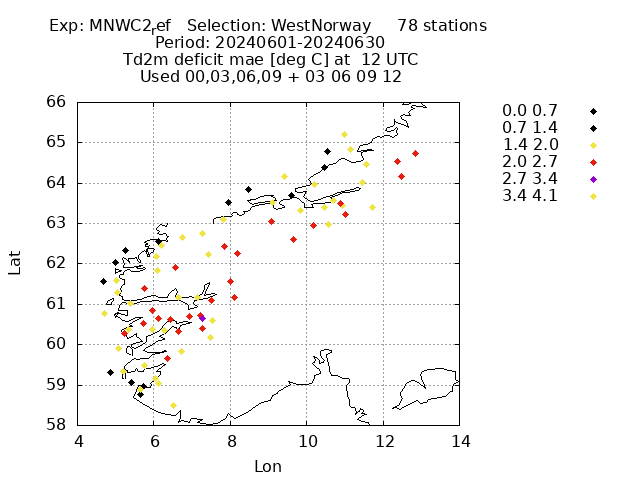 Exp: MNWC2_ref   Selection: WestNorway     78 stations
Period: 20240601-20240630
Td2m deficit mae [deg C] at  12 UTC
Used 00,03,06,09 + 03 06 09 12
0.0 0.7
0.7 1.4
1.4 2.0
2.0 2.7
2.7 3.4
3.4 4.1
66
65
64
63
62
61
60
59
58
Lat
4 6 8 10 12 14
Lon